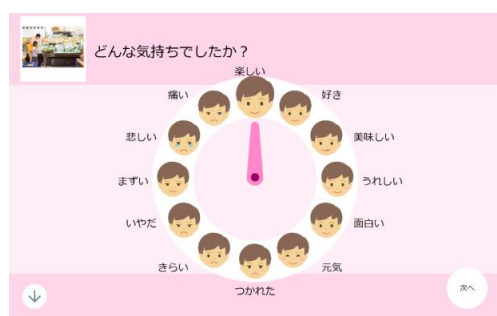 どんな気持ちでしたか？
楽しい
好き
美味しい
うれしい
面白い
元気
つかれた
きらい
いやだ
まずい
悲しい
痛い
次へ